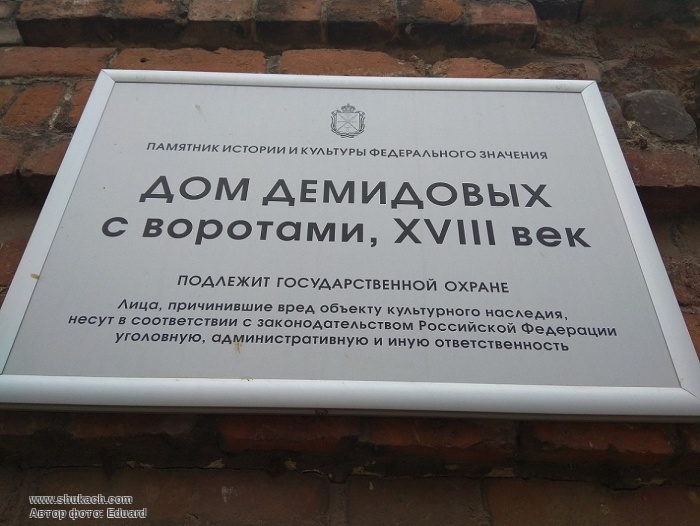 ПАМЯТНИК ИСТОРИИ И КУЛЬТУРЫ ФЕДЕРАЛЬНОГО ЗНАЧЕНИЯ
ДОМ ДЕМИДОВЫХ
с воротами, XVIII век
ПОДЛЕЖИТ ГОСУДАРСТВЕННОЙ ОХРАНЕ
Лица, причинившие вред объекту культурного наследия,
несут в соответствии с законодательством Российской Федерации
уголовную, административную и иную ответственность
www.shukach.com
Автор фото: Eduard